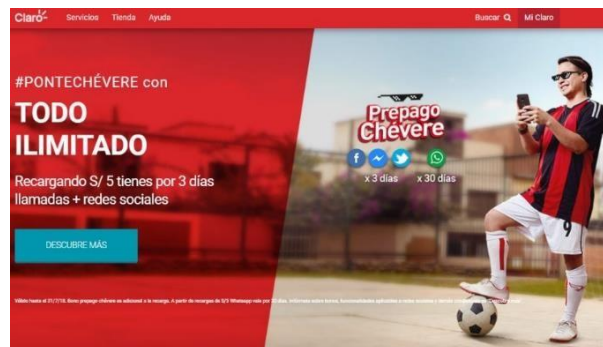 Claro-
Servicios Tienda Ayuda
Buscar Mi Claro
#PONTECHÉVERE con
TODO
ILIMITADO
Recargando S/ 5 tienes por 3 días
llamadas + redes sociales
DESCUBRE MÁS
Prepago
Chévere
x 3 días x 30 días
9